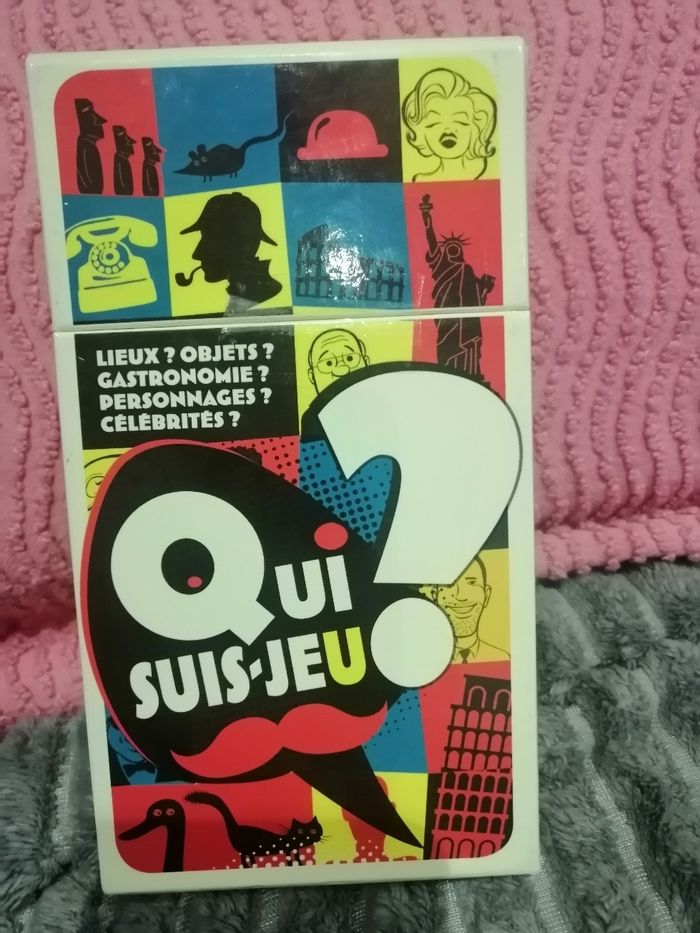 LIEUX ? OBJETS ?
GASTRONOMIE ?
PERSONNAGES ?
CÉLÉBRITÉS ?
Qui
SUIS-JEU ?